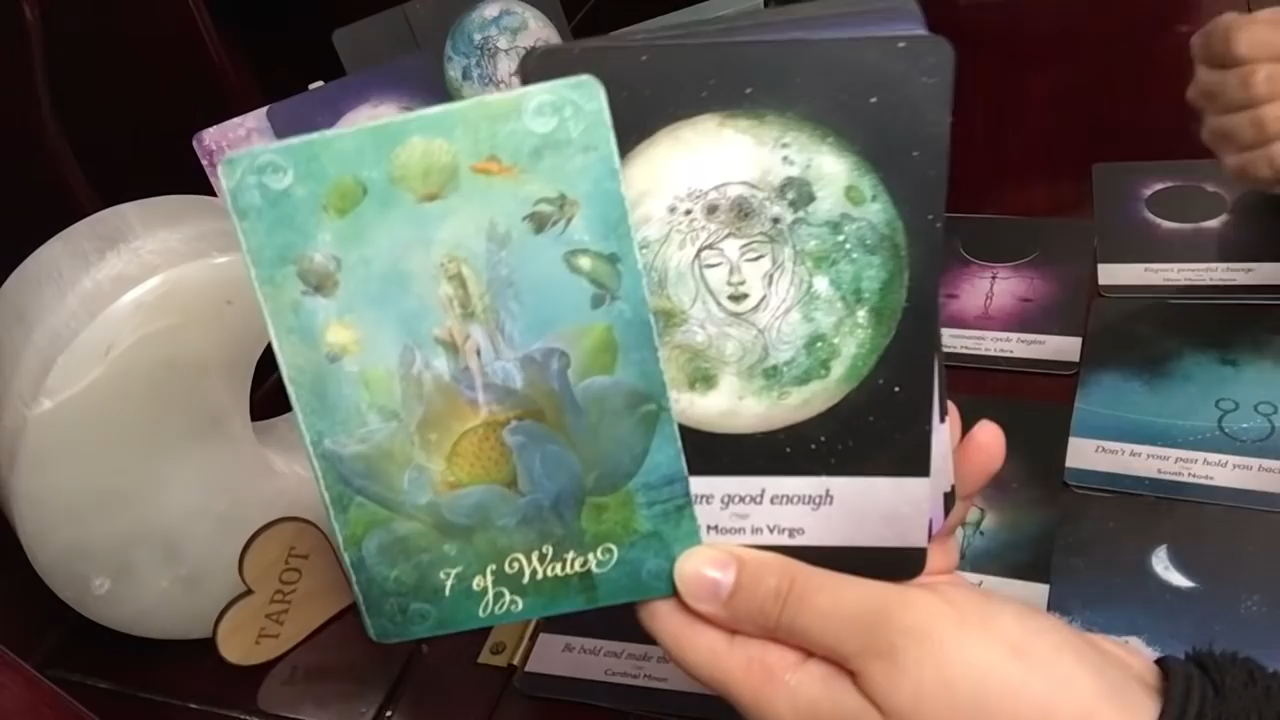 7 of Water
are good enough
Moon in Virgo
TAROT
Be bold and make the
Cardinal Moon
romantic cycle begins
New Moon in Libra
Expect powerful change
New Moon Eclipse
Don't let your past hold you back
South Node